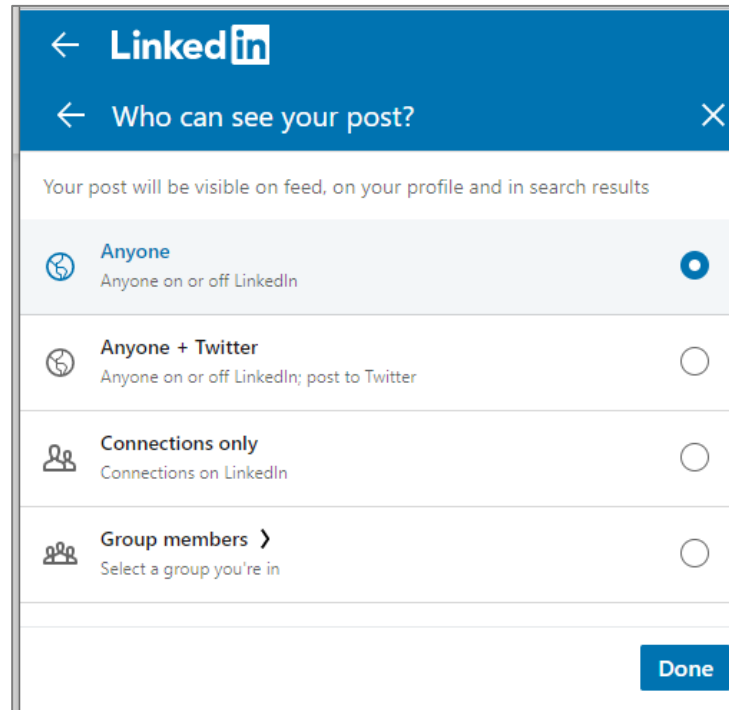 Linked in
Who can see your post?
Your post will be visible on feed, on your profile and in search results
Anyone
Anyone on or off LinkedIn
Anyone + Twitter
Anyone on or off LinkedIn; post to Twitter
Connections only
Connections on LinkedIn
Group members
Select a group you're in
Done